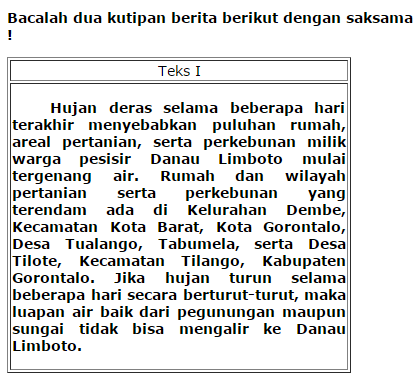 Bacalah dua kutipan berita berikut dengan saksama
!
Teks I
Hujan deras selama beberapa hari
terakhir menyebabkan puluhan rumah,
areal pertanian, serta perkebunan milik
warga pesisir Danau Limboto mulai
tergenang air. Rumah dan wilayah
pertanian serta perkebunan yang
terendam ada di Kelurahan Dembe,
Kecamatan Kota Barat, Kota Gorontalo,
Desa Tualango, Tabumela, serta Desa
Tilote, Kecamatan Tilango, Kabupaten
Gorontalo. Jika hujan turun selama
beberapa hari secara berturut-turut, maka
luapan air baik dari pegunungan maupun
sungai tidak bisa mengalir ke Danau
Limboto.